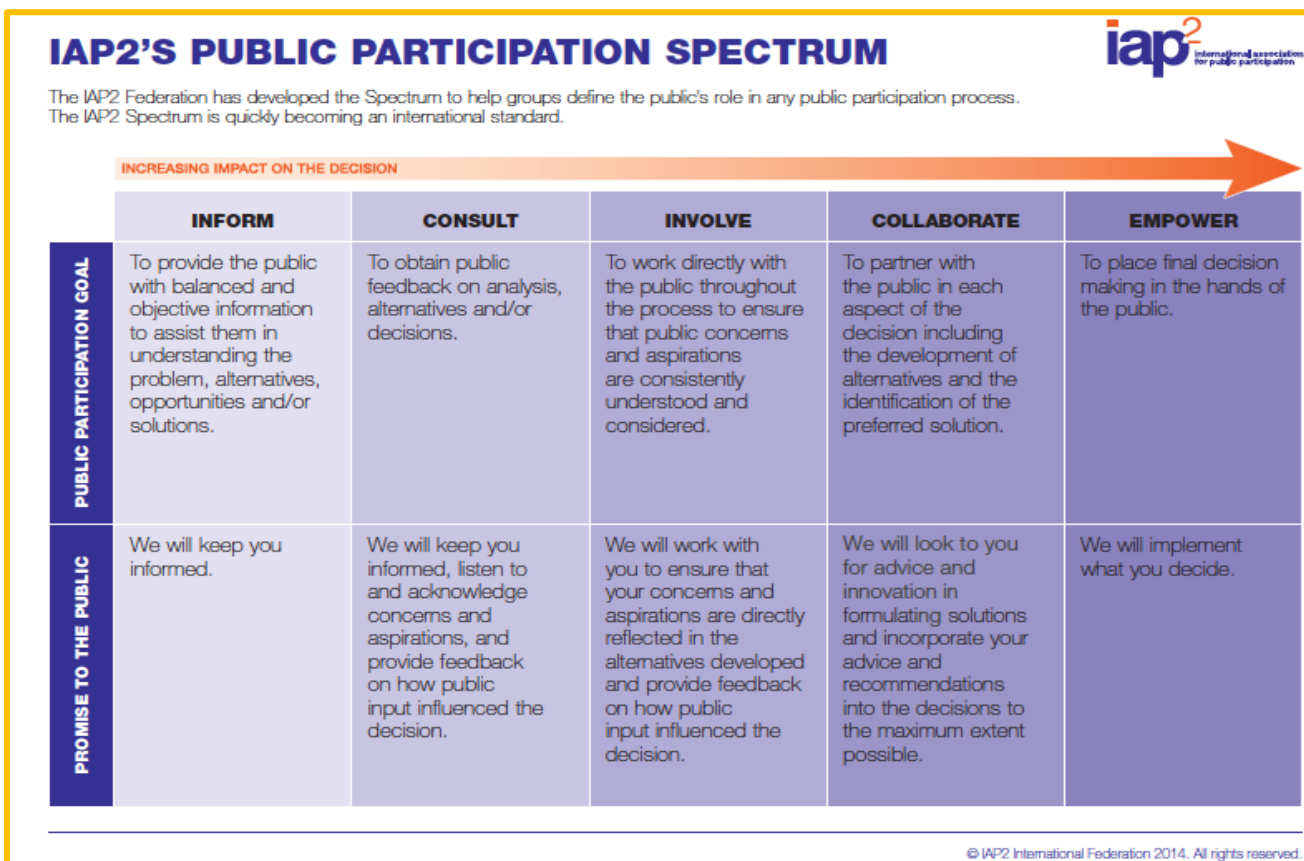 IAP2'S PUBLIC PARTICIPATION SPECTRUM
iap2
international association
for public participation
The IAP2 Federation has developed the Spectrum to help groups define the public's role in any public participation process.
The IAP2 Spectrum is quickly becoming an international standard.
INCREASING IMPACT ON THE DECISION
INFORM
CONSULT
INVOLVE
COLLABORATE
EMPOWER
PUBLIC PARTICIPATION GOAL
To provide the public
with balanced and
objective information
to assist them in
understanding the
problem, alternatives,
opportunities and/or
solutions.
To obtain public
feedback on analysis,
alternatives and/or
decisions.
To work directly with
the public throughout
the process to ensure
that public concerns
and aspirations
are consistently
understood and
considered.
To partner with
the public in each
aspect of the
decision including
the development of
alternatives and the
identification of the
preferred solution.
To place final decision
making in the hands of
the public.
PROMISE TO THE PUBLIC
We will keep you
informed.
We will keep you
informed, listen to
and acknowledge
concerns and
aspirations, and
provide feedback
on how public
input influenced the
decision.
We will work with
you to ensure that
your concerns and
aspirations are directly
reflected in the
alternatives developed
and provide feedback
on how public
input influenced the
decision.
We will look to you
for advice and
innovation in
formulating solutions
and incorporate your
advice and
recommendations
into the decisions to
the maximum extent
possible.
We will implement
what you decide.
© IAP2 International Federation 2014. All rights reserved.